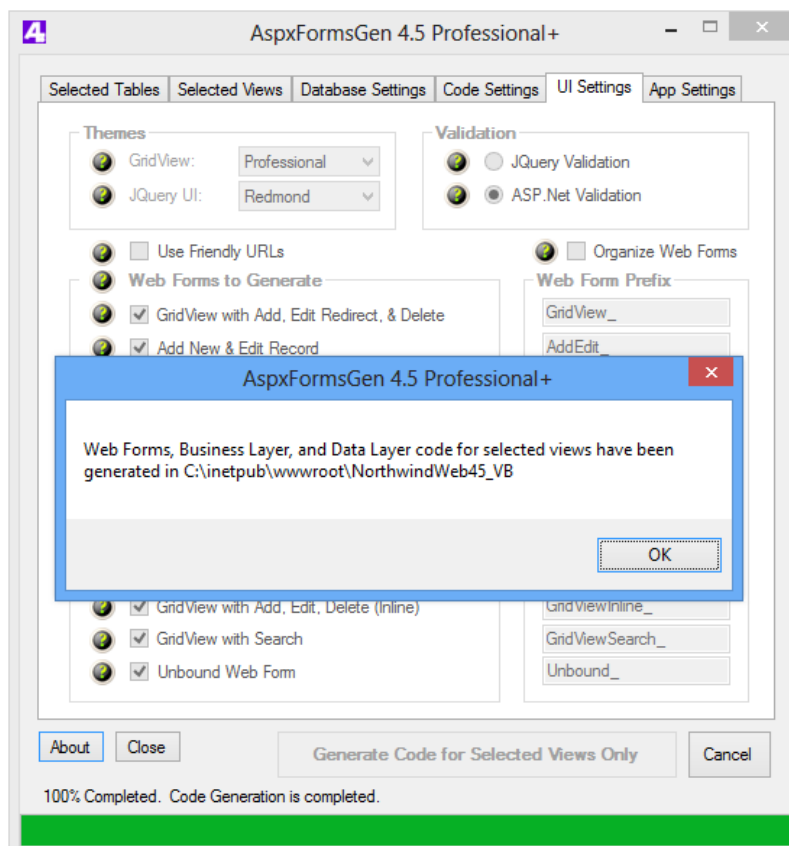 AspxFormsGen 4.5 Professional+
Selected Tables Selected Views Database Settings Code Settings UI Settings App Settings
Themes Validation
GridView: Professional JQuery Validation
JQuery UI: Redmond ASP.Net Validation
Use Friendly URLs Organize Web Forms
Web Forms to Generate Web Form Prefix
GridView with Add, Edit Redirect, & Delete GridView_
Add New & Edit Record AddEdit_
AspxFormsGen 4.5 Professional+
Web Forms, Business Layer, and Data Layer code for selected views have been
generated in C:\inetpub\wwwroot\NorthwindWeb45_VB
OK
GridView with Add, Edit, Delete (Inline) GridViewInline_
GridView with Search GridViewSearch_
Unbound Web Form Unbound_
About Close Generate Code for Selected Views Only Cancel
100% Completed. Code Generation is completed.